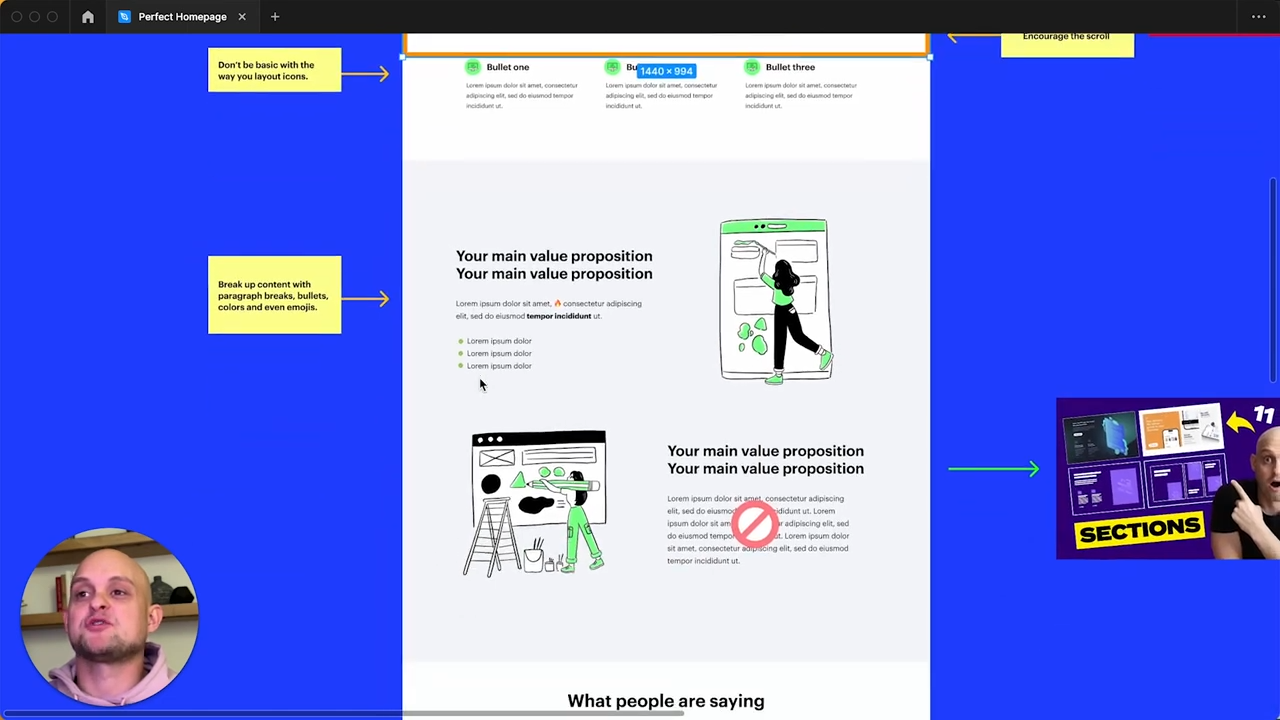 Perfect Homepage
Encourage the scroll
Don't be basic with the
way you layout icons.
Bullet one
Bu
1440 × 994
Bullet three
Lorem ipsum dolor sit amet, consectetur
adipiscing elit, sed do eiusmod tempor
incididunt ut.
Lorem ipsum dolor sit amet, consectetur
adipiscing elit, sed do eiusmod tempor
incididunt ut.
Lorem ipsum dolor sit amet, consectetur
adipiscing elit, sed do eiusmod tempor
incididunt ut.
Break up content with
paragraph breaks, bullets,
colors and even emojis.
Your main value proposition
Your main value proposition
Lorem ipsum dolor sit amet, 🔥 consectetur adipiscing
elit, sed do eiusmod tempor incididunt ut.
Lorem ipsum dolor
Lorem ipsum dolor
Lorem ipsum dolor
Your main value proposition
Your main value proposition
Lorem ipsum dolor sit amet, consectetur adipiscing
elit, sed do eiusmod incididunt ut. Lorem
ipsum dolor sit am adipiscing elit, sed
do eiusmod tempor ut. Lorem ipsum dolor
sit amet, consectetur adipiscing elit, sed do eiusmod
tempor incididunt ut.
11
SECTIONS
What people are saying